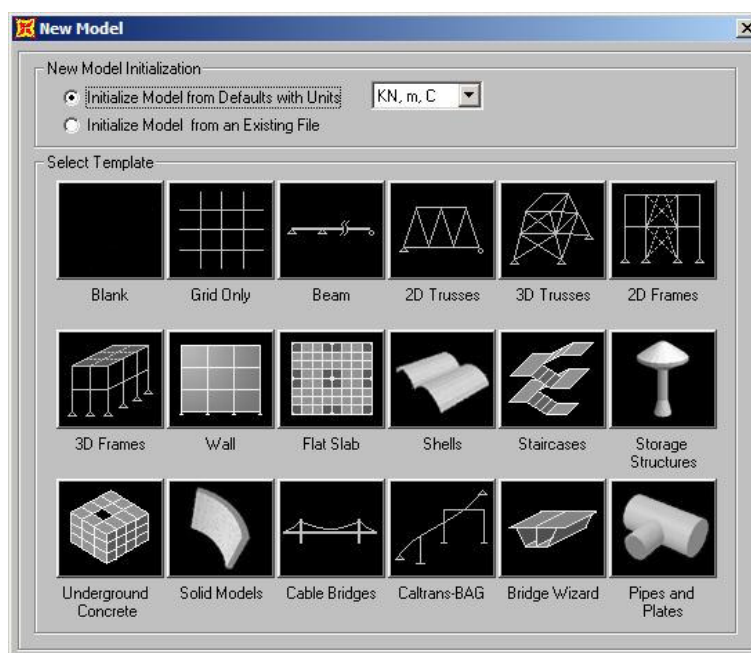 New Model
New Model Initialization
Initialize Model from Defaults with Units
KN, m, C
Initialize Model from an Existing File
Select Template
Blank
Grid Only
Beam
2D Trusses
3D Trusses
2D Frames
3D Frames
Wall
Flat Slab
Shells
Staircases
Storage
Structures
Underground
Concrete
Solid Models
Cable Bridges
Caltrans-BAG
Bridge Wizard
Pipes and
Plates